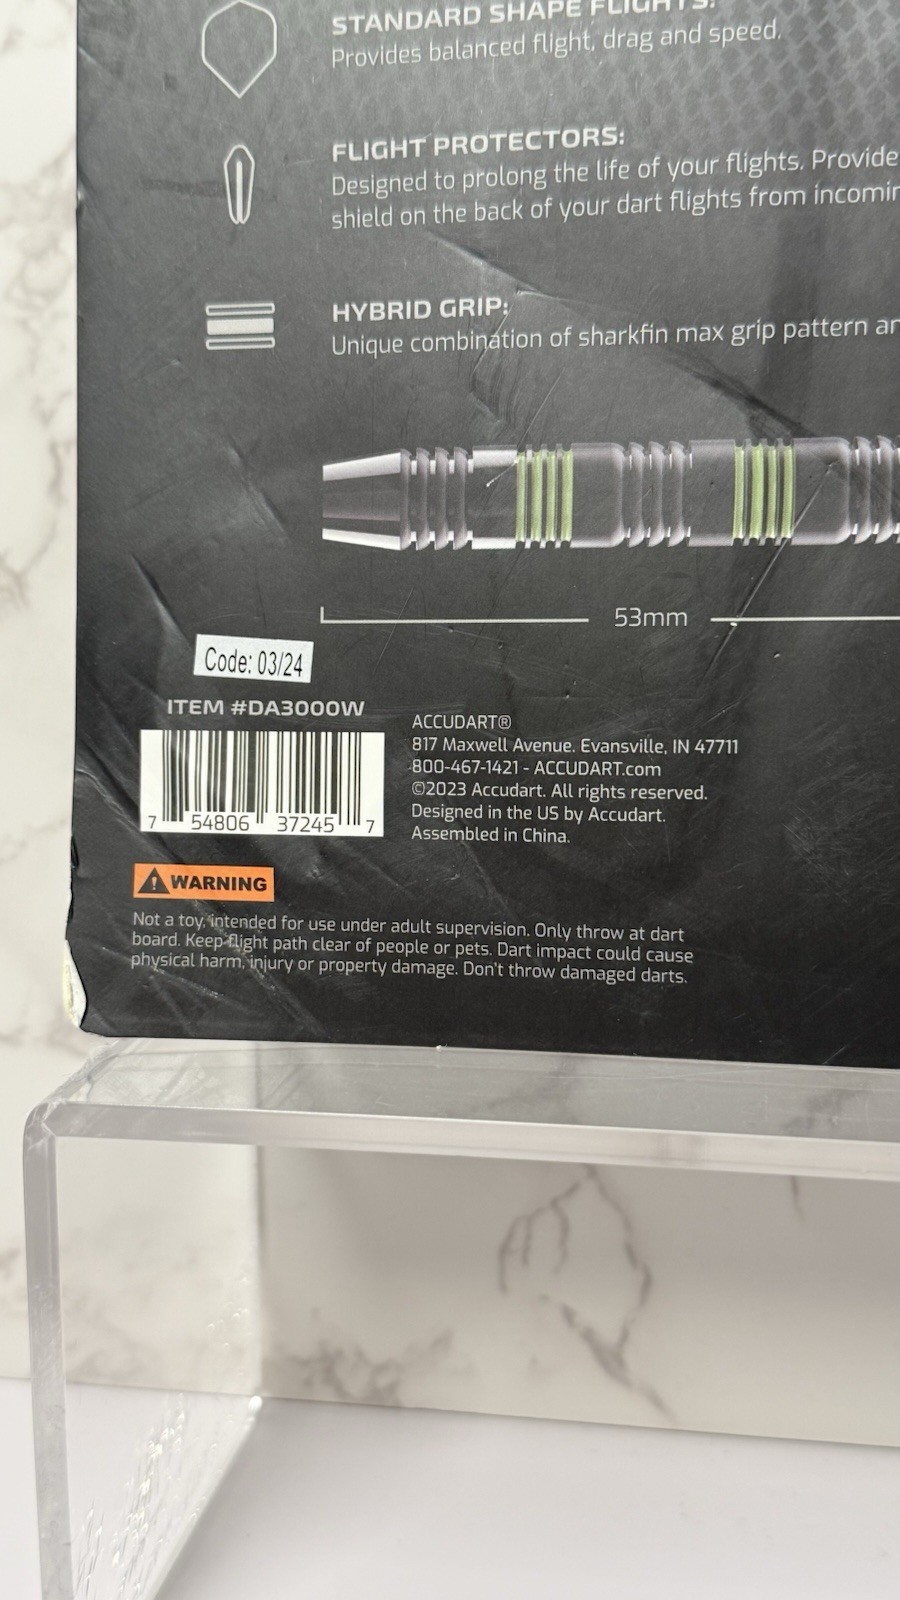 STANDARD SHAPE FLIGHTS:
Provides balanced flight, drag and speed.
FLIGHT PROTECTORS:
Designed to prolong the life of your flights. Provide
shield on the back of your dart flights from incomin
HYBRID GRIP:
Unique combination of sharkfin max grip pattern an
53mm
Code: 03/24
ITEM #DA3000W
7 54806 37245 7
ACCUDART®
817 Maxwell Avenue. Evansville, IN 47711
800-467-1421 - ACCUDART.com
©2023 Accudart. All rights reserved.
Designed in the US by Accudart.
Assembled in China.
WARNING
Not a toy, intended for use under adult supervision. Only throw at dart
board. Keep flight path clear of people or pets. Dart impact could cause
physical harm, injury or property damage. Don't throw damaged darts.